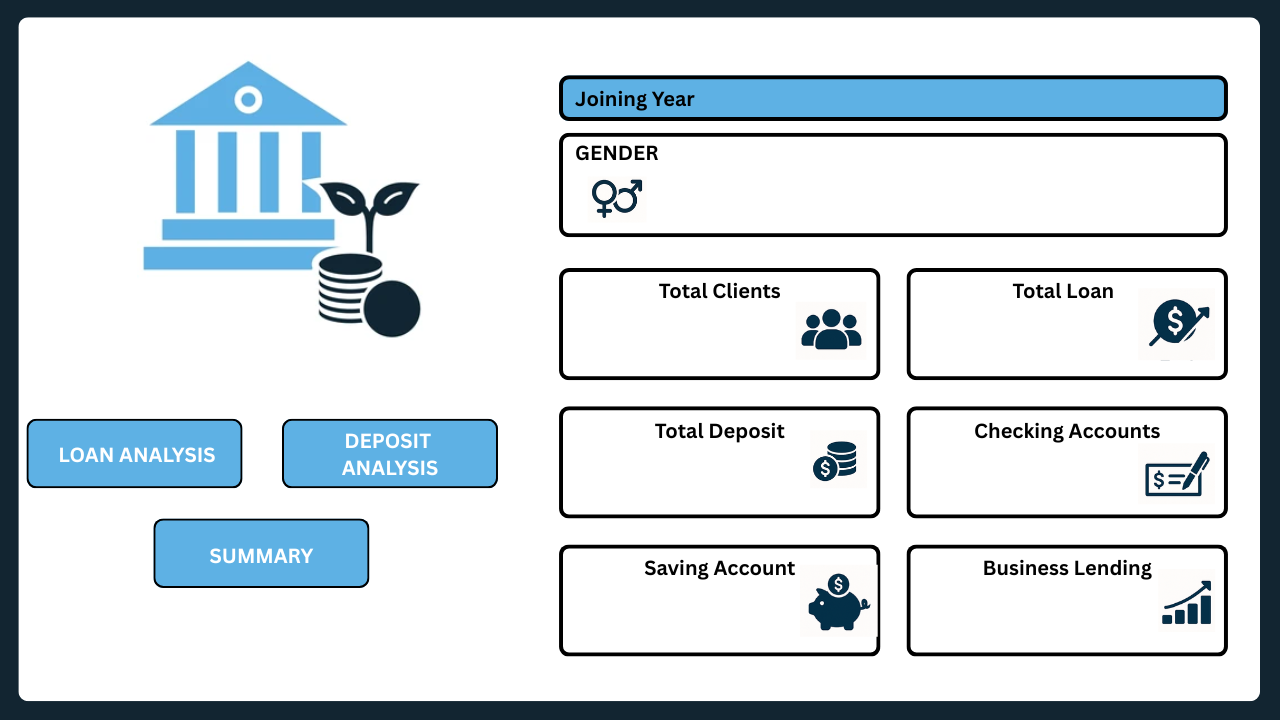 Joining Year
GENDER
Total Clients
Total Loan
$
Total Deposit
$
Checking Accounts
$
LOAN ANALYSIS
DEPOSIT
ANALYSIS
SUMMARY
Saving Account
$
Business Lending